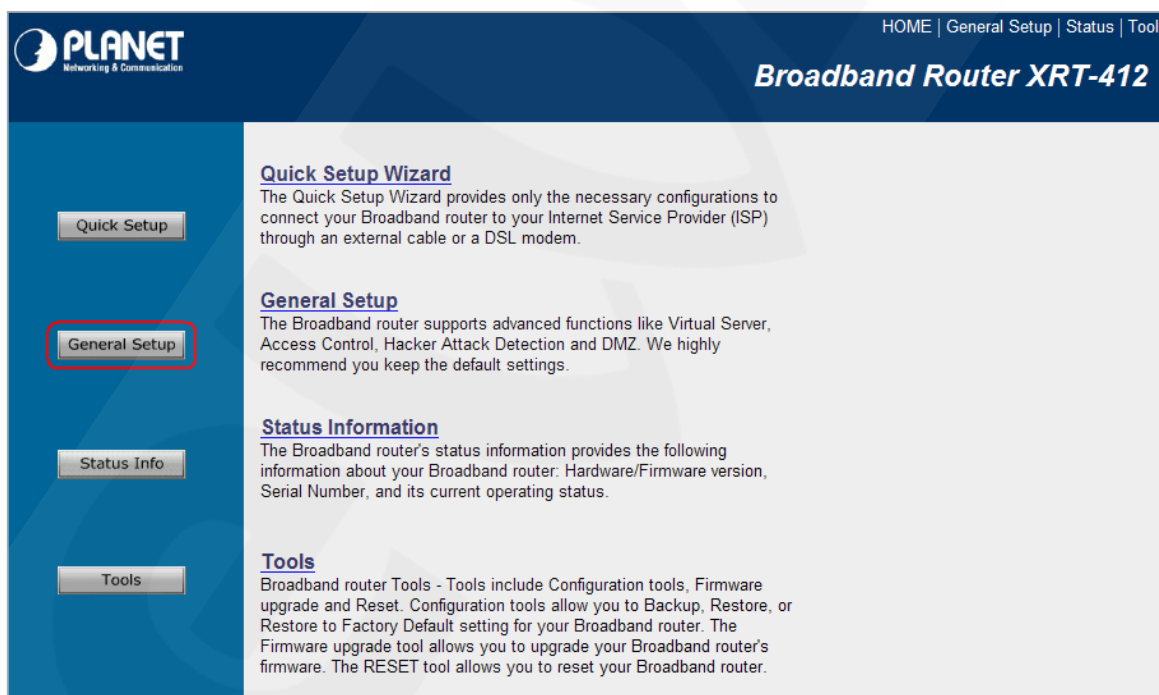 PLANET
Networking & Communication
HOME | General Setup | Status | Tool
Broadband Router XRT-412
Quick Setup
General Setup
Status Info
Tools
Quick Setup Wizard
The Quick Setup Wizard provides only the necessary configurations to
connect your Broadband router to your Internet Service Provider (ISP)
through an external cable or a DSL modem.
General Setup
The Broadband router supports advanced functions like Virtual Server,
Access Control, Hacker Attack Detection and DMZ. We highly
recommend you keep the default settings.
Status Information
The Broadband router's status information provides the following
information about your Broadband router: Hardware/Firmware version,
Serial Number, and its current operating status.
Tools
Broadband router Tools - Tools include Configuration tools, Firmware
upgrade and Reset. Configuration tools allow you to Backup, Restore, or
Restore to Factory Default setting for your Broadband router. The
Firmware upgrade tool allows you to upgrade your Broadband router's
firmware. The RESET tool allows you to reset your Broadband router.